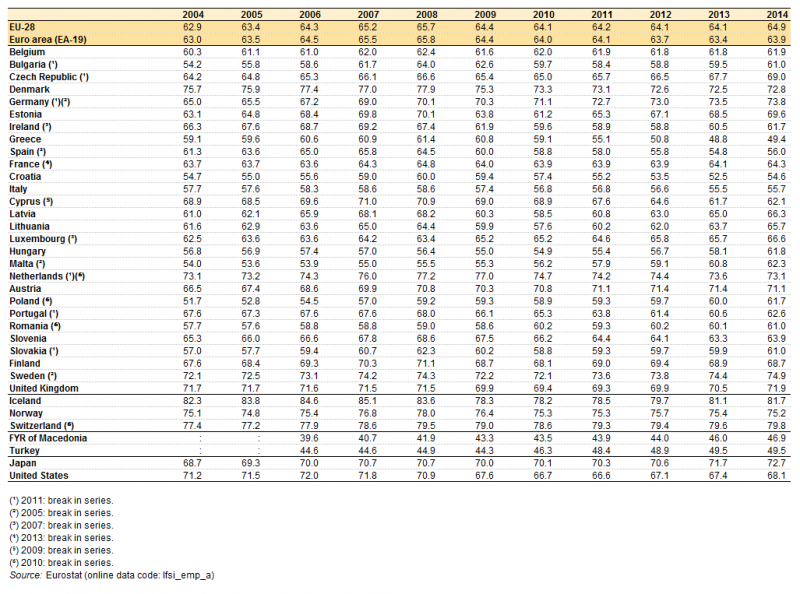 2004 2005 2006 2007 2008 2009 2010 2011 2012 2013 2014
EU-28 62.9 63.4 64.3 65.2 65.7 64.4 64.1 64.2 64.1 64.1 64.9
Euro area (EA-19) 63.0 63.5 64.5 65.5 65.8 64.4 64.0 64.1 63.7 63.4 63.9
Belgium 60.3 61.1 61.0 62.0 62.4 61.6 62.0 61.9 61.8 61.8 61.9
Bulgaria (¹) 54.2 55.8 58.6 61.7 64.0 62.6 59.7 58.4 58.8 59.5 61.0
Czech Republic (¹) 64.2 64.8 65.3 66.1 66.6 65.4 65.0 65.7 66.5 67.7 69.0
Denmark 75.7 75.9 77.4 77.0 77.9 75.3 73.3 73.1 72.6 72.5 72.8
Germany (¹)(²) 65.0 65.5 67.2 69.0 70.1 70.3 71.1 72.7 73.0 73.5 73.8
Estonia 63.1 64.8 68.4 69.8 70.1 63.8 61.2 65.3 67.1 68.5 69.6
Ireland (³) 66.3 67.6 68.7 69.2 67.4 61.9 59.6 58.9 58.8 60.5 61.7
Greece 59.1 59.6 60.6 60.9 61.4 60.8 59.1 55.1 50.8 48.8 49.4
Spain (²) 61.3 63.6 65.0 65.8 64.5 60.0 58.8 58.0 55.8 54.8 56.0
France (⁴) 63.7 63.7 63.6 64.3 64.8 64.0 63.9 63.9 63.9 64.1 64.3
Croatia 54.7 55.0 55.6 59.0 60.0 59.4 57.4 55.2 53.5 52.5 54.6
Italy 57.7 57.6 58.3 58.6 58.6 57.4 56.8 56.8 56.6 55.5 55.7
Cyprus (⁵) 68.9 68.5 69.6 71.0 70.9 69.0 68.9 67.6 64.6 61.7 62.1
Latvia 61.0 62.1 65.9 68.1 68.2 60.3 58.5 60.8 63.0 65.0 66.3
Lithuania 61.6 62.9 63.6 65.0 64.4 59.9 57.6 60.2 62.0 63.7 65.7
Luxembourg (³) 62.5 63.6 63.6 64.2 63.4 65.2 65.2 64.6 65.8 65.7 66.6
Hungary 56.8 56.9 57.4 57.0 56.4 55.0 54.9 55.4 56.7 58.1 61.8
Malta (²) 54.0 53.6 53.9 55.0 55.5 55.3 56.2 57.9 59.1 60.8 62.3
Netherlands (¹)(⁶) 73.1 73.2 74.3 76.0 77.2 77.0 74.7 74.2 74.4 73.6 73.1
Austria 66.5 67.4 68.6 69.9 70.8 70.3 70.8 71.1 71.4 71.4 71.1
Poland (⁶) 51.7 52.8 54.5 57.0 59.2 59.3 58.9 59.3 59.7 60.0 61.7
Portugal (¹) 67.6 67.3 67.6 67.6 68.0 66.1 65.3 63.8 61.4 60.6 62.6
Romania (⁶) 57.7 57.6 58.8 58.8 59.0 58.6 60.2 59.3 60.2 60.1 61.0
Slovenia 65.3 66.0 66.6 67.8 68.6 67.5 66.2 64.4 64.1 63.3 63.9
Slovakia (¹) 57.0 57.7 59.4 60.7 62.3 60.2 58.8 59.3 59.7 59.9 61.0
Finland 67.6 68.4 69.3 70.3 71.1 68.7 68.1 69.0 69.4 68.9 68.7
Sweden (²) 72.1 72.5 73.1 74.2 74.3 72.2 72.1 73.6 73.8 74.4 74.9
United Kingdom 71.7 71.7 71.6 71.5 71.5 69.9 69.4 69.3 69.9 70.5 71.9
Iceland 82.3 83.8 84.6 85.1 83.6 78.3 78.2 78.5 79.7 81.1 81.7
Norway 75.1 74.8 75.4 76.8 78.0 76.4 75.3 75.3 75.7 75.4 75.2
Switzerland (⁶) 77.4 77.2 77.9 78.6 79.5 79.0 78.6 79.3 79.4 79.6 79.8
FYR of Macedonia : : 39.6 40.7 41.9 43.3 43.5 43.9 44.0 46.0 46.9
Turkey : : 44.6 44.6 44.9 44.3 46.3 48.4 48.9 49.5 49.5
Japan 68.7 69.3 70.0 70.7 70.7 70.0 70.1 70.3 70.6 71.7 72.7
United States 71.2 71.5 72.0 71.8 70.9 67.6 66.7 66.6 67.1 67.4 68.1
(¹) 2011: break in series.
(²) 2005: break in series.
(³) 2007: break in series.
(⁴) 2013: break in series.
(⁵) 2009: break in series.
(⁶) 2010: break in series.
Source: Eurostat (online data code: lfsi_emp_a)